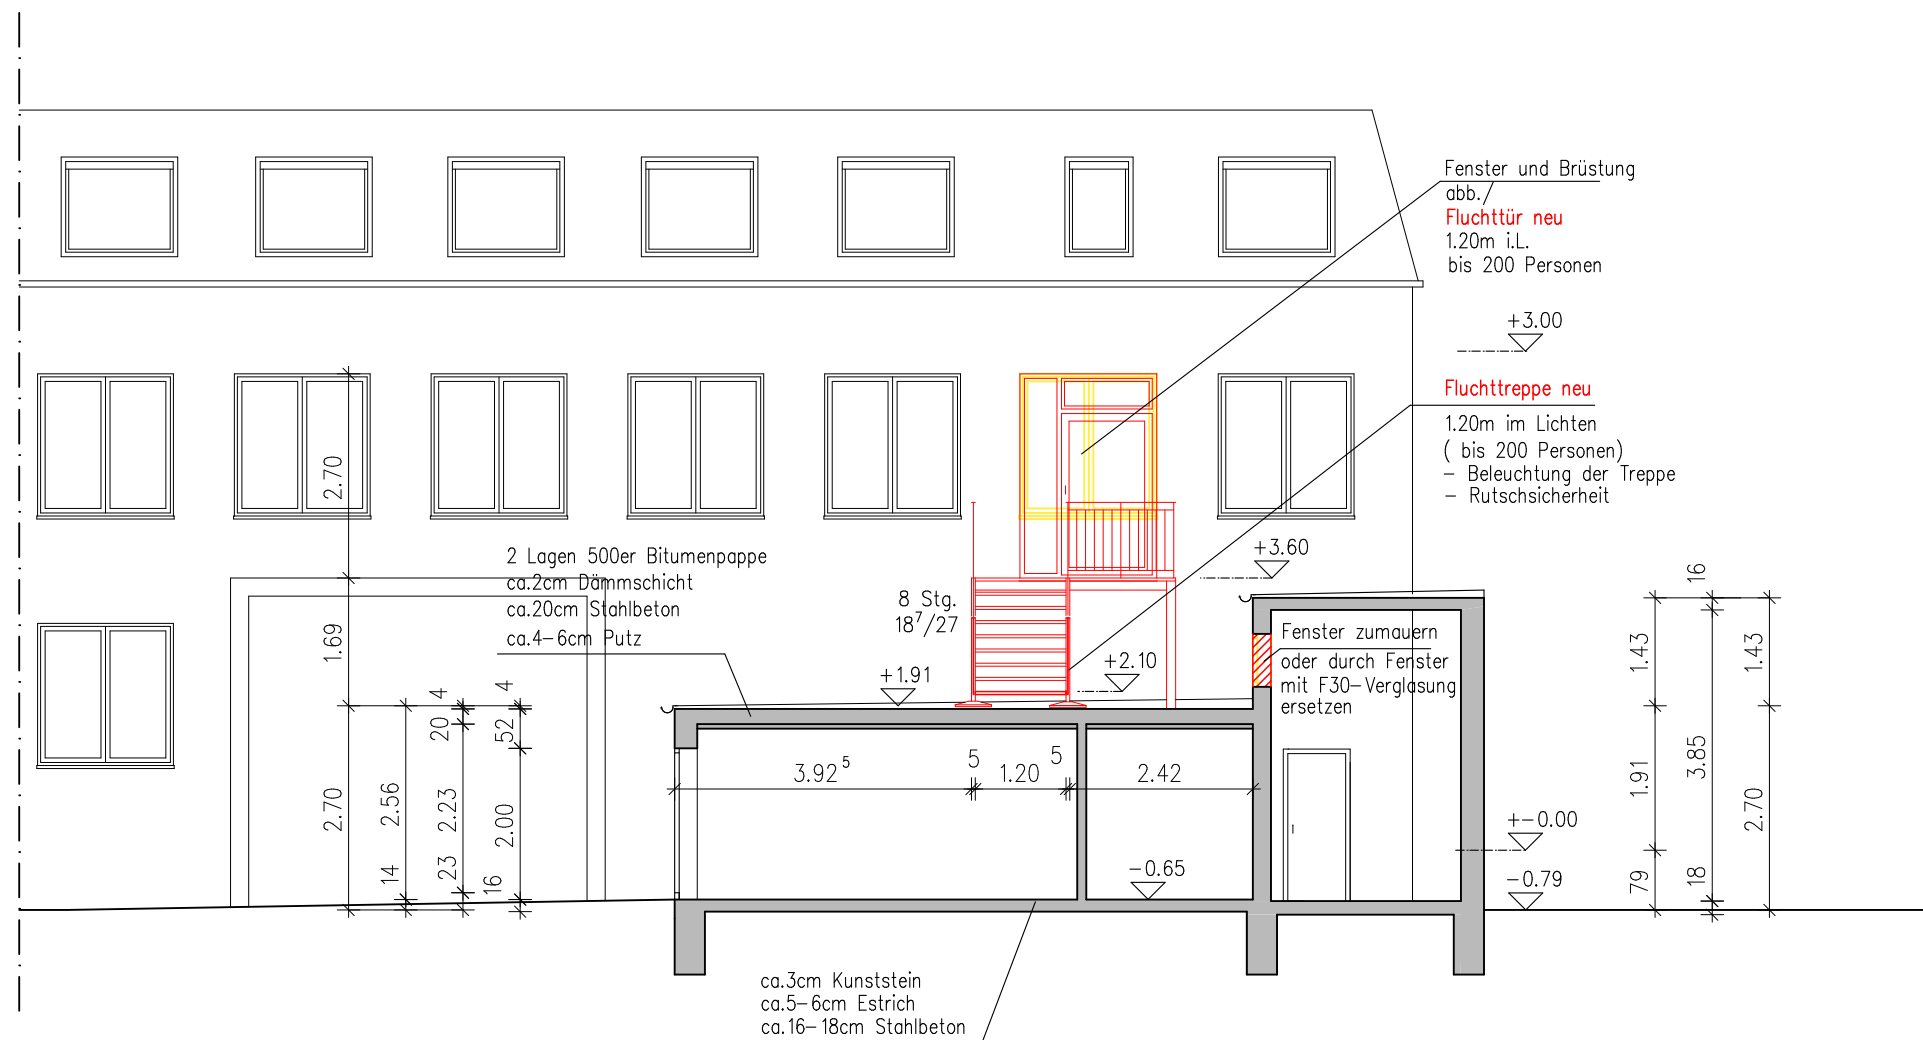 Fenster und Brüstung
abb./
Fluchttür neu
1.20m i.L.
bis 200 Personen
+3.00
Fluchttreppe neu
1.20m im Lichten
( bis 200 Personen)
- Beleuchtung der Treppe
- Rutschsicherheit
2.70
1.69
2.70
2.56
14
4
20
2.23
23
4
52
2.00
16
2 Lagen 500er Bitumenpappe
ca.2cm Dämmschicht
ca.20cm Stahlbeton
ca.4-6cm Putz
8 Stg.
18⁷/27
+1.91
+2.10
+3.60
Fenster zumauern
oder durch Fenster
mit F30-Verglasung
ersetzen
3.92⁵
5
1.20
5
2.42
-0.65
+-0.00
-0.79
1.43
1.91
79
16
3.85
18
1.43
2.70
ca.3cm Kunststein
ca.5-6cm Estrich
ca.16-18cm Stahlbeton